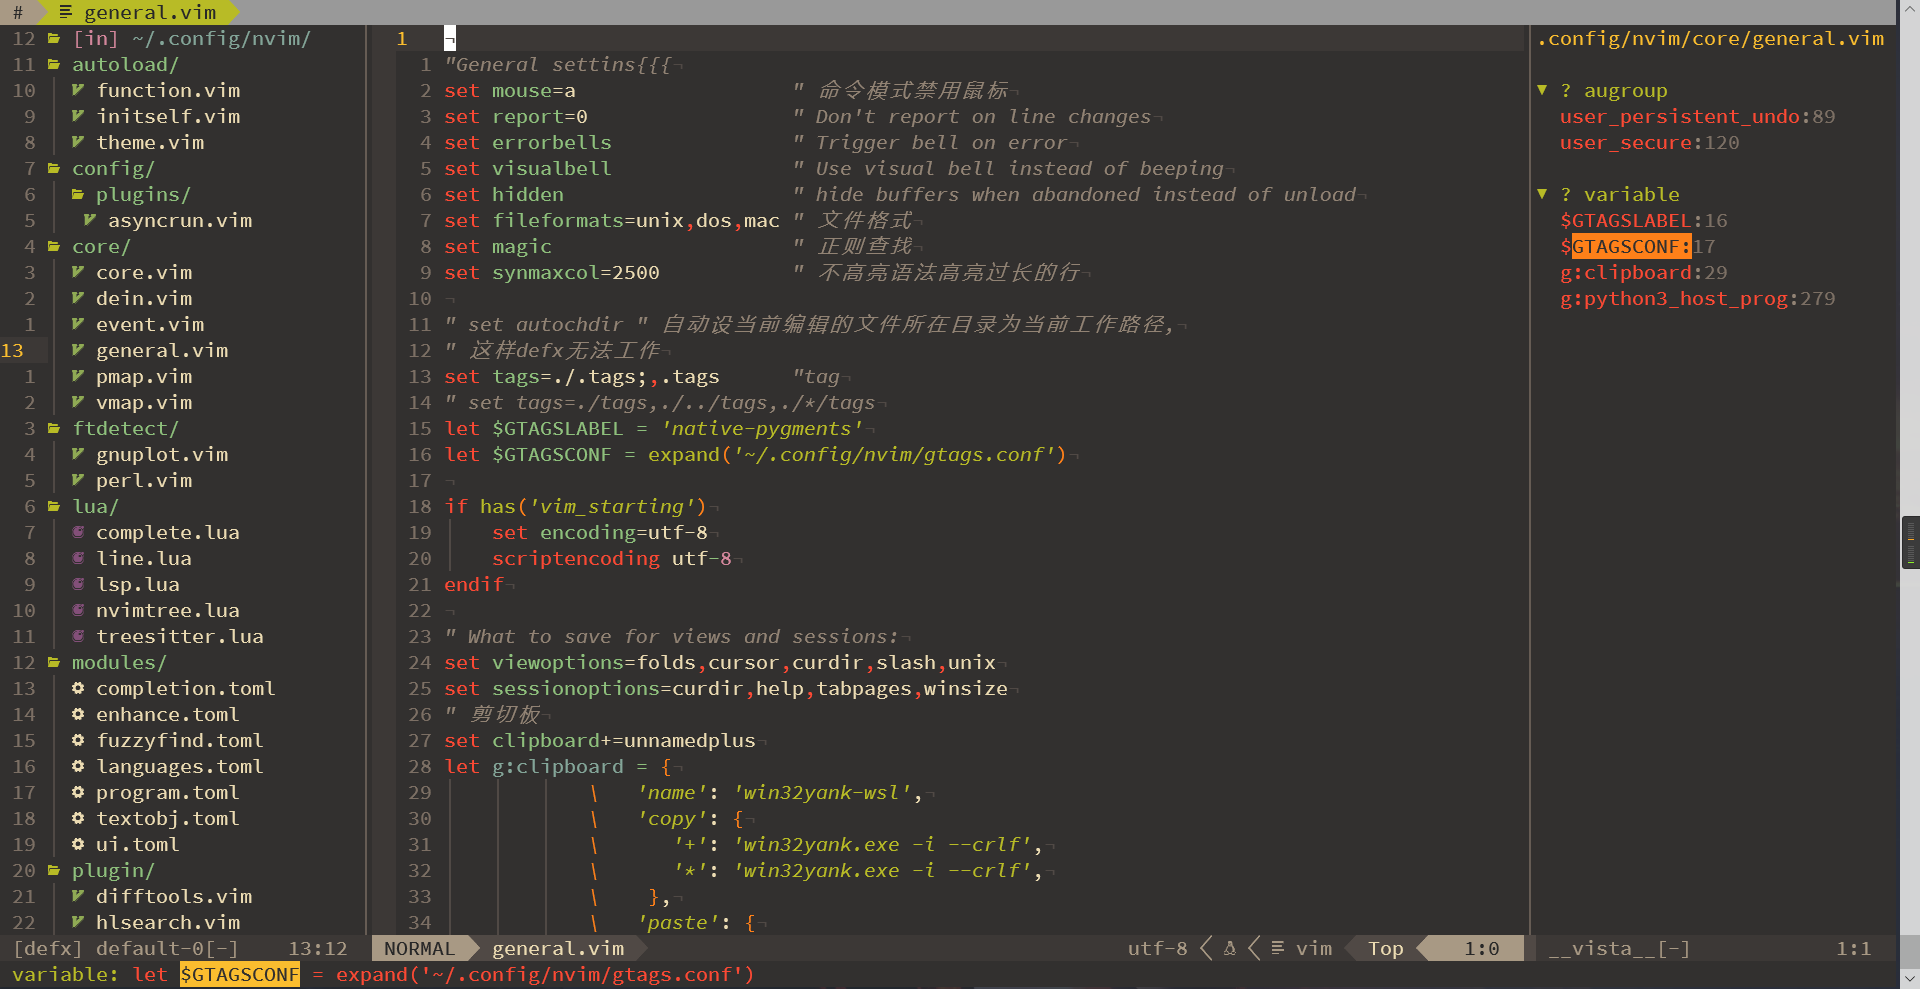 # general.vim
12 [in] ~/.config/nvim/
11 autoload/
10 function.vim
9 initself.vim
8 theme.vim
7 config/
6 plugins/
5 asyncrun.vim
4 core/
3 core.vim
2 dein.vim
1 event.vim
13 general.vim
1 pmap.vim
2 vmap.vim
3 ftdetect/
4 gnuplot.vim
5 perl.vim
6 lua/
7 complete.lua
8 line.lua
9 lsp.lua
10 nvimtree.lua
11 treesitter.lua
12 modules/
13 completion.toml
14 enhance.toml
15 fuzzyfind.toml
16 languages.toml
17 program.toml
18 textobj.toml
19 ui.toml
20 plugin/
21 difftools.vim
22 hlsearch.vim
[defx] default-0[-] 13:12
1 ¬
1 "General settins{{{¬
2 set mouse=a " 命令模式禁用鼠标¬
3 set report=0 " Don't report on line changes¬
4 set errorbells " Trigger bell on error¬
5 set visualbell " Use visual bell instead of beeping¬
6 set hidden " hide buffers when abandoned instead of unload¬
7 set fileformats=unix,dos,mac " 文件格式¬
8 set magic " 正则查找¬
9 set synmaxcol=2500 " 不高亮语法高亮过长的行¬
10 ¬
11 " set autochdir " 自动设当前编辑的文件所在目录为当前工作路径,¬
12 " 这样defx无法工作¬
13 set tags=./.tags;,.tags "tag¬
14 " set tags=./tags,./../tags,./*/tags¬
15 let $GTAGSLABEL = 'native-pygments'¬
16 let $GTAGSCONF = expand('~/.config/nvim/gtags.conf')¬
17 ¬
18 if has('vim_starting')¬
19 set encoding=utf-8¬
20 scriptencoding utf-8¬
21 endif¬
22 ¬
23 " What to save for views and sessions:¬
24 set viewoptions=folds,cursor,curdir,slash,unix¬
25 set sessionoptions=curdir,help,tabpages,winsize¬
26 " 剪切板¬
27 set clipboard+=unnamedplus¬
28 let g:clipboard = {¬
29 \ 'name': 'win32yank-wsl',¬
30 \ 'copy': {¬
31 \ '+': 'win32yank.exe -i --crlf',¬
32 \ '*': 'win32yank.exe -i --crlf',¬
33 \ },¬
34 \ 'paste': {¬
NORMAL general.vim utf-8 vim Top 1:0
.config/nvim/core/general.vim
▼ ? augroup
user_persistent_undo:89
user_secure:120
▼ ? variable
$GTAGSLABEL:16
$GTAGSCONF:17
g:clipboard:29
g:python3_host_prog:279
__vista__[-] 1:1
variable: let $GTAGSCONF = expand('~/.config/nvim/gtags.conf')